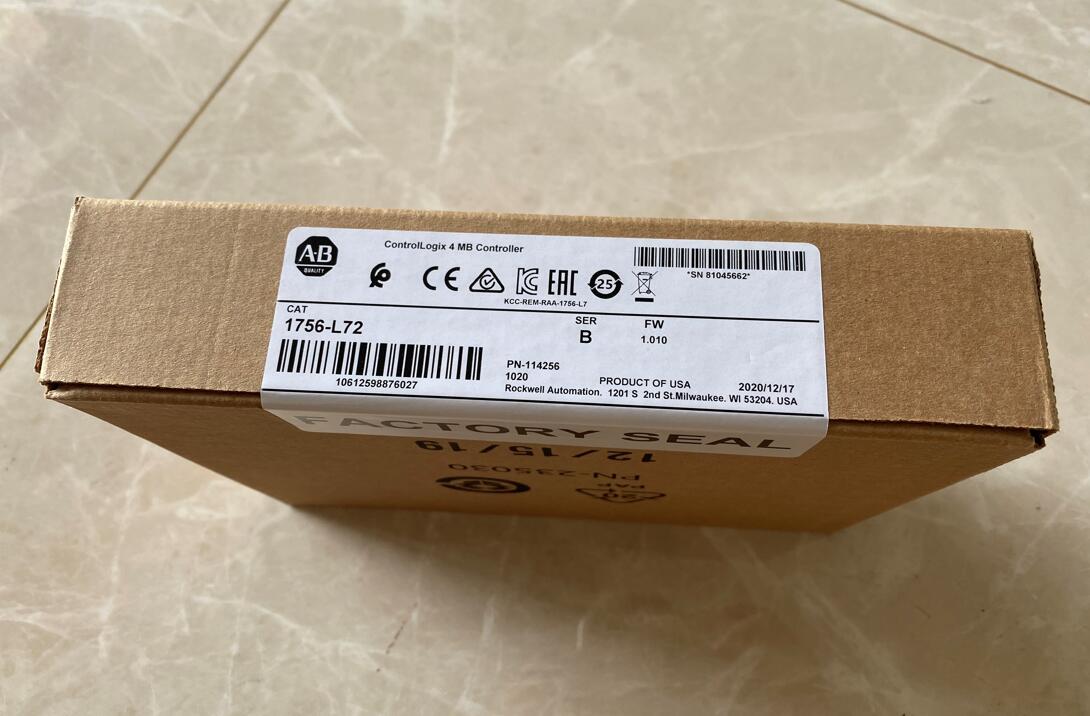 A-B
QUALITY
ControlLogix 4 MB Controller
*SN 81045662*
CE EAC 25
KCC-REM-RAA-1756-L7
CAT
1756-L72
SER
B
FW
1.010
10612598876027
PN-114256
1020
PRODUCT OF USA
2020/12/17
Rockwell Automation. 1201 S 2nd St.Milwaukee. WI 53204. USA
FACTORY SEAL
12/15/19
PN-235030
20
PAP